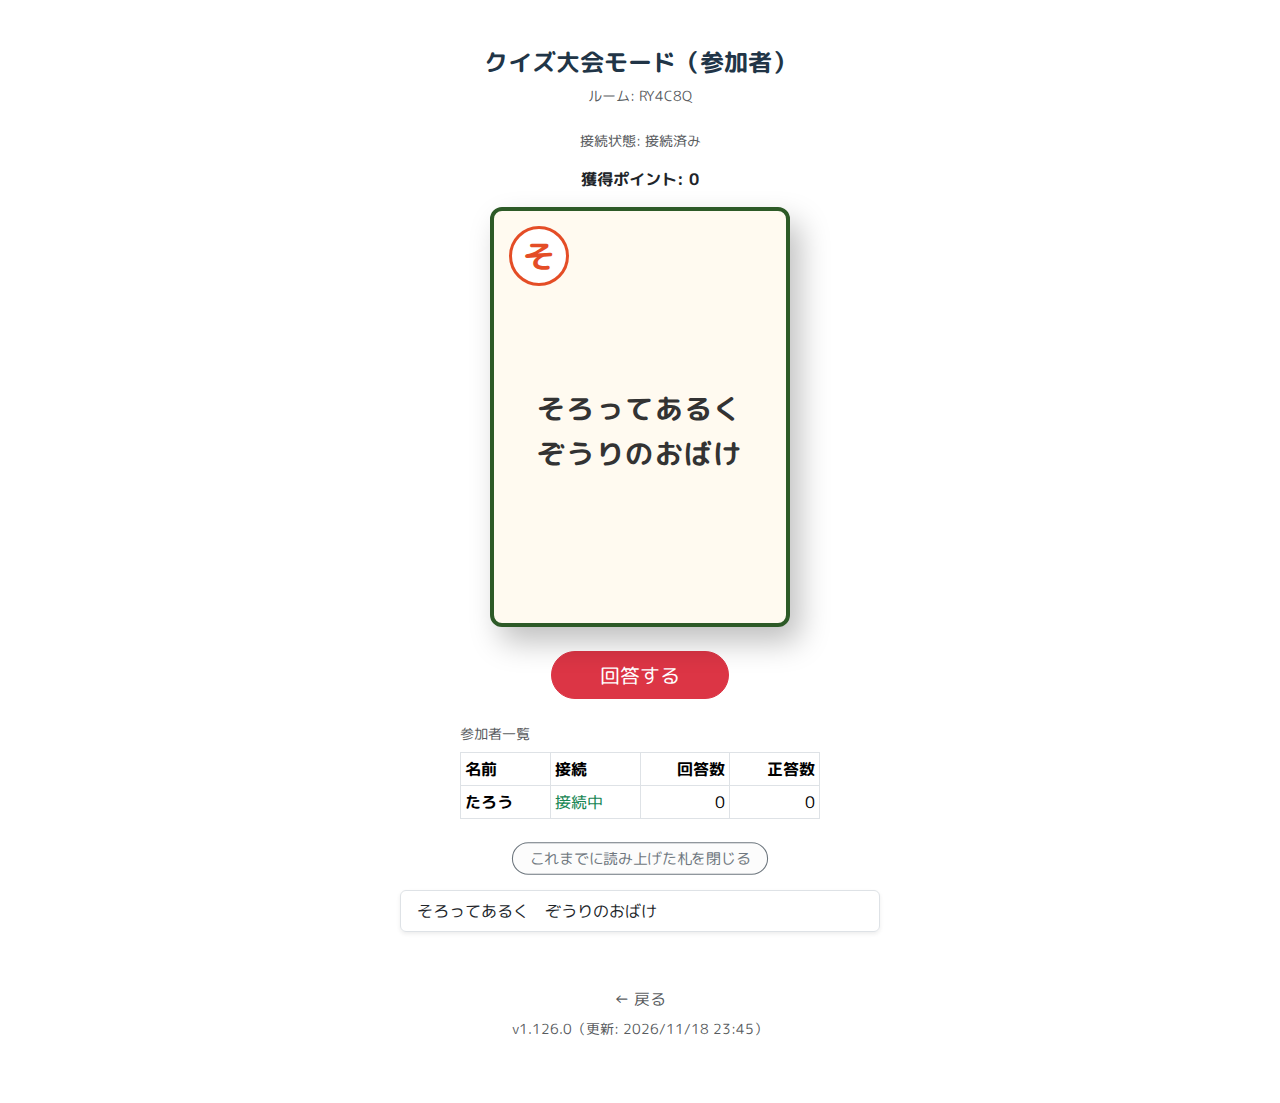 クイズ大会モード（参加者）
ルーム: RY4C8Q
接続状態: 接続済み
獲得ポイント: 0
そ
そろってあるく
ぞうりのおばけ
回答する
参加者一覧
名前 接続 回答数 正答数
たろう 接続中 0 0
これまでに読み上げた札を閉じる
そろってあるく　ぞうりのおばけ
← 戻る
v1.126.0（更新: 2026/11/18 23:45）